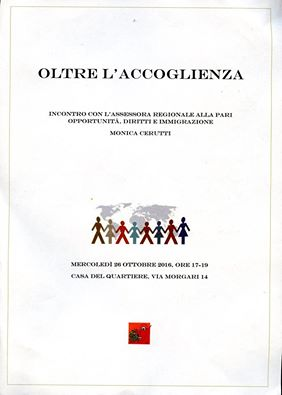 OLTRE L'ACCOGLIENZA
INCONTRO CON L'ASSESSORA REGIONALE ALLA PARI
OPPORTUNITÀ, DIRITTI E IMMIGRAZIONE
MONICA CERUTTI
MERCOLEDÌ 26 OTTOBRE 2016, ORE 17-19
CASA DEL QUARTIERE, VIA MORGARI 14